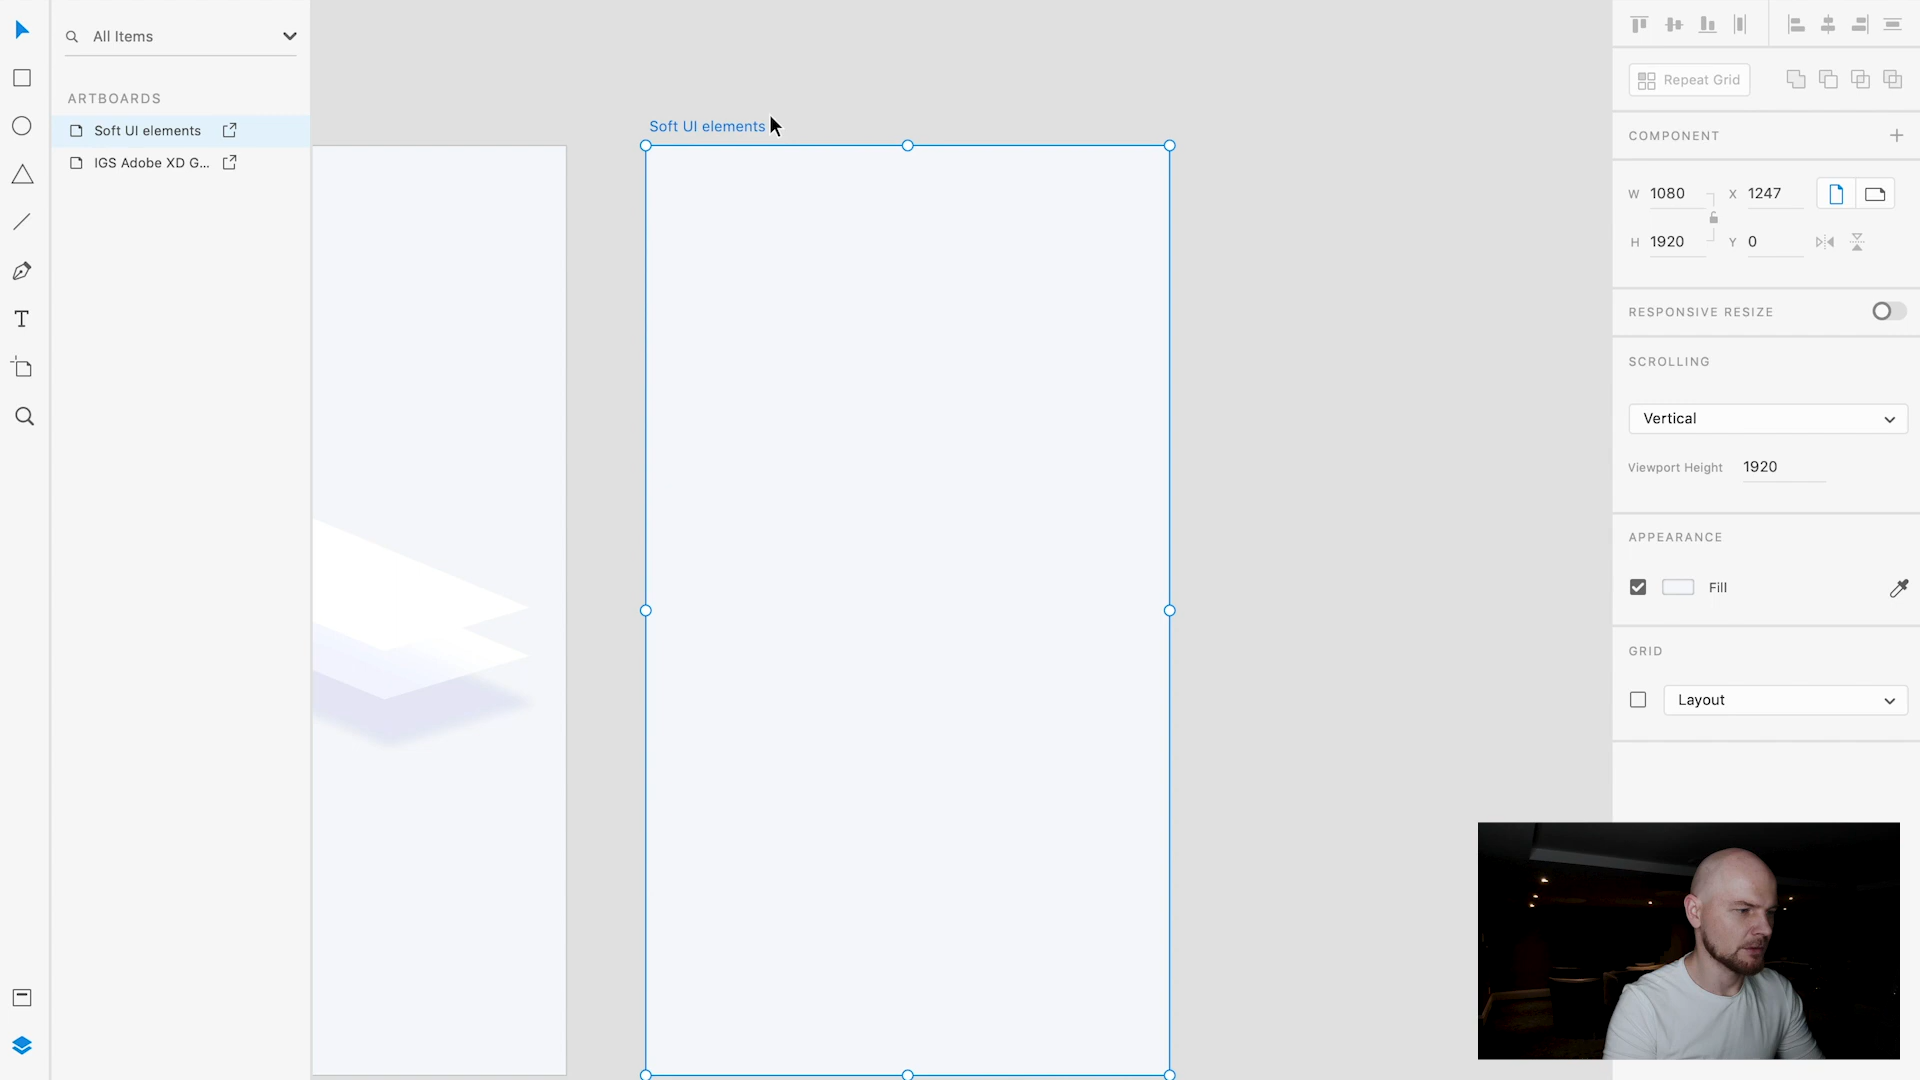 All Items
ARTBOARDS
Soft UI elements
IGS Adobe XD G...
Soft UI elements
Repeat Grid
COMPONENT
W 1080 X 1247
H 1920 Y 0
RESPONSIVE RESIZE
SCROLLING
Vertical
Viewport Height 1920
APPEARANCE
Fill
GRID
Layout